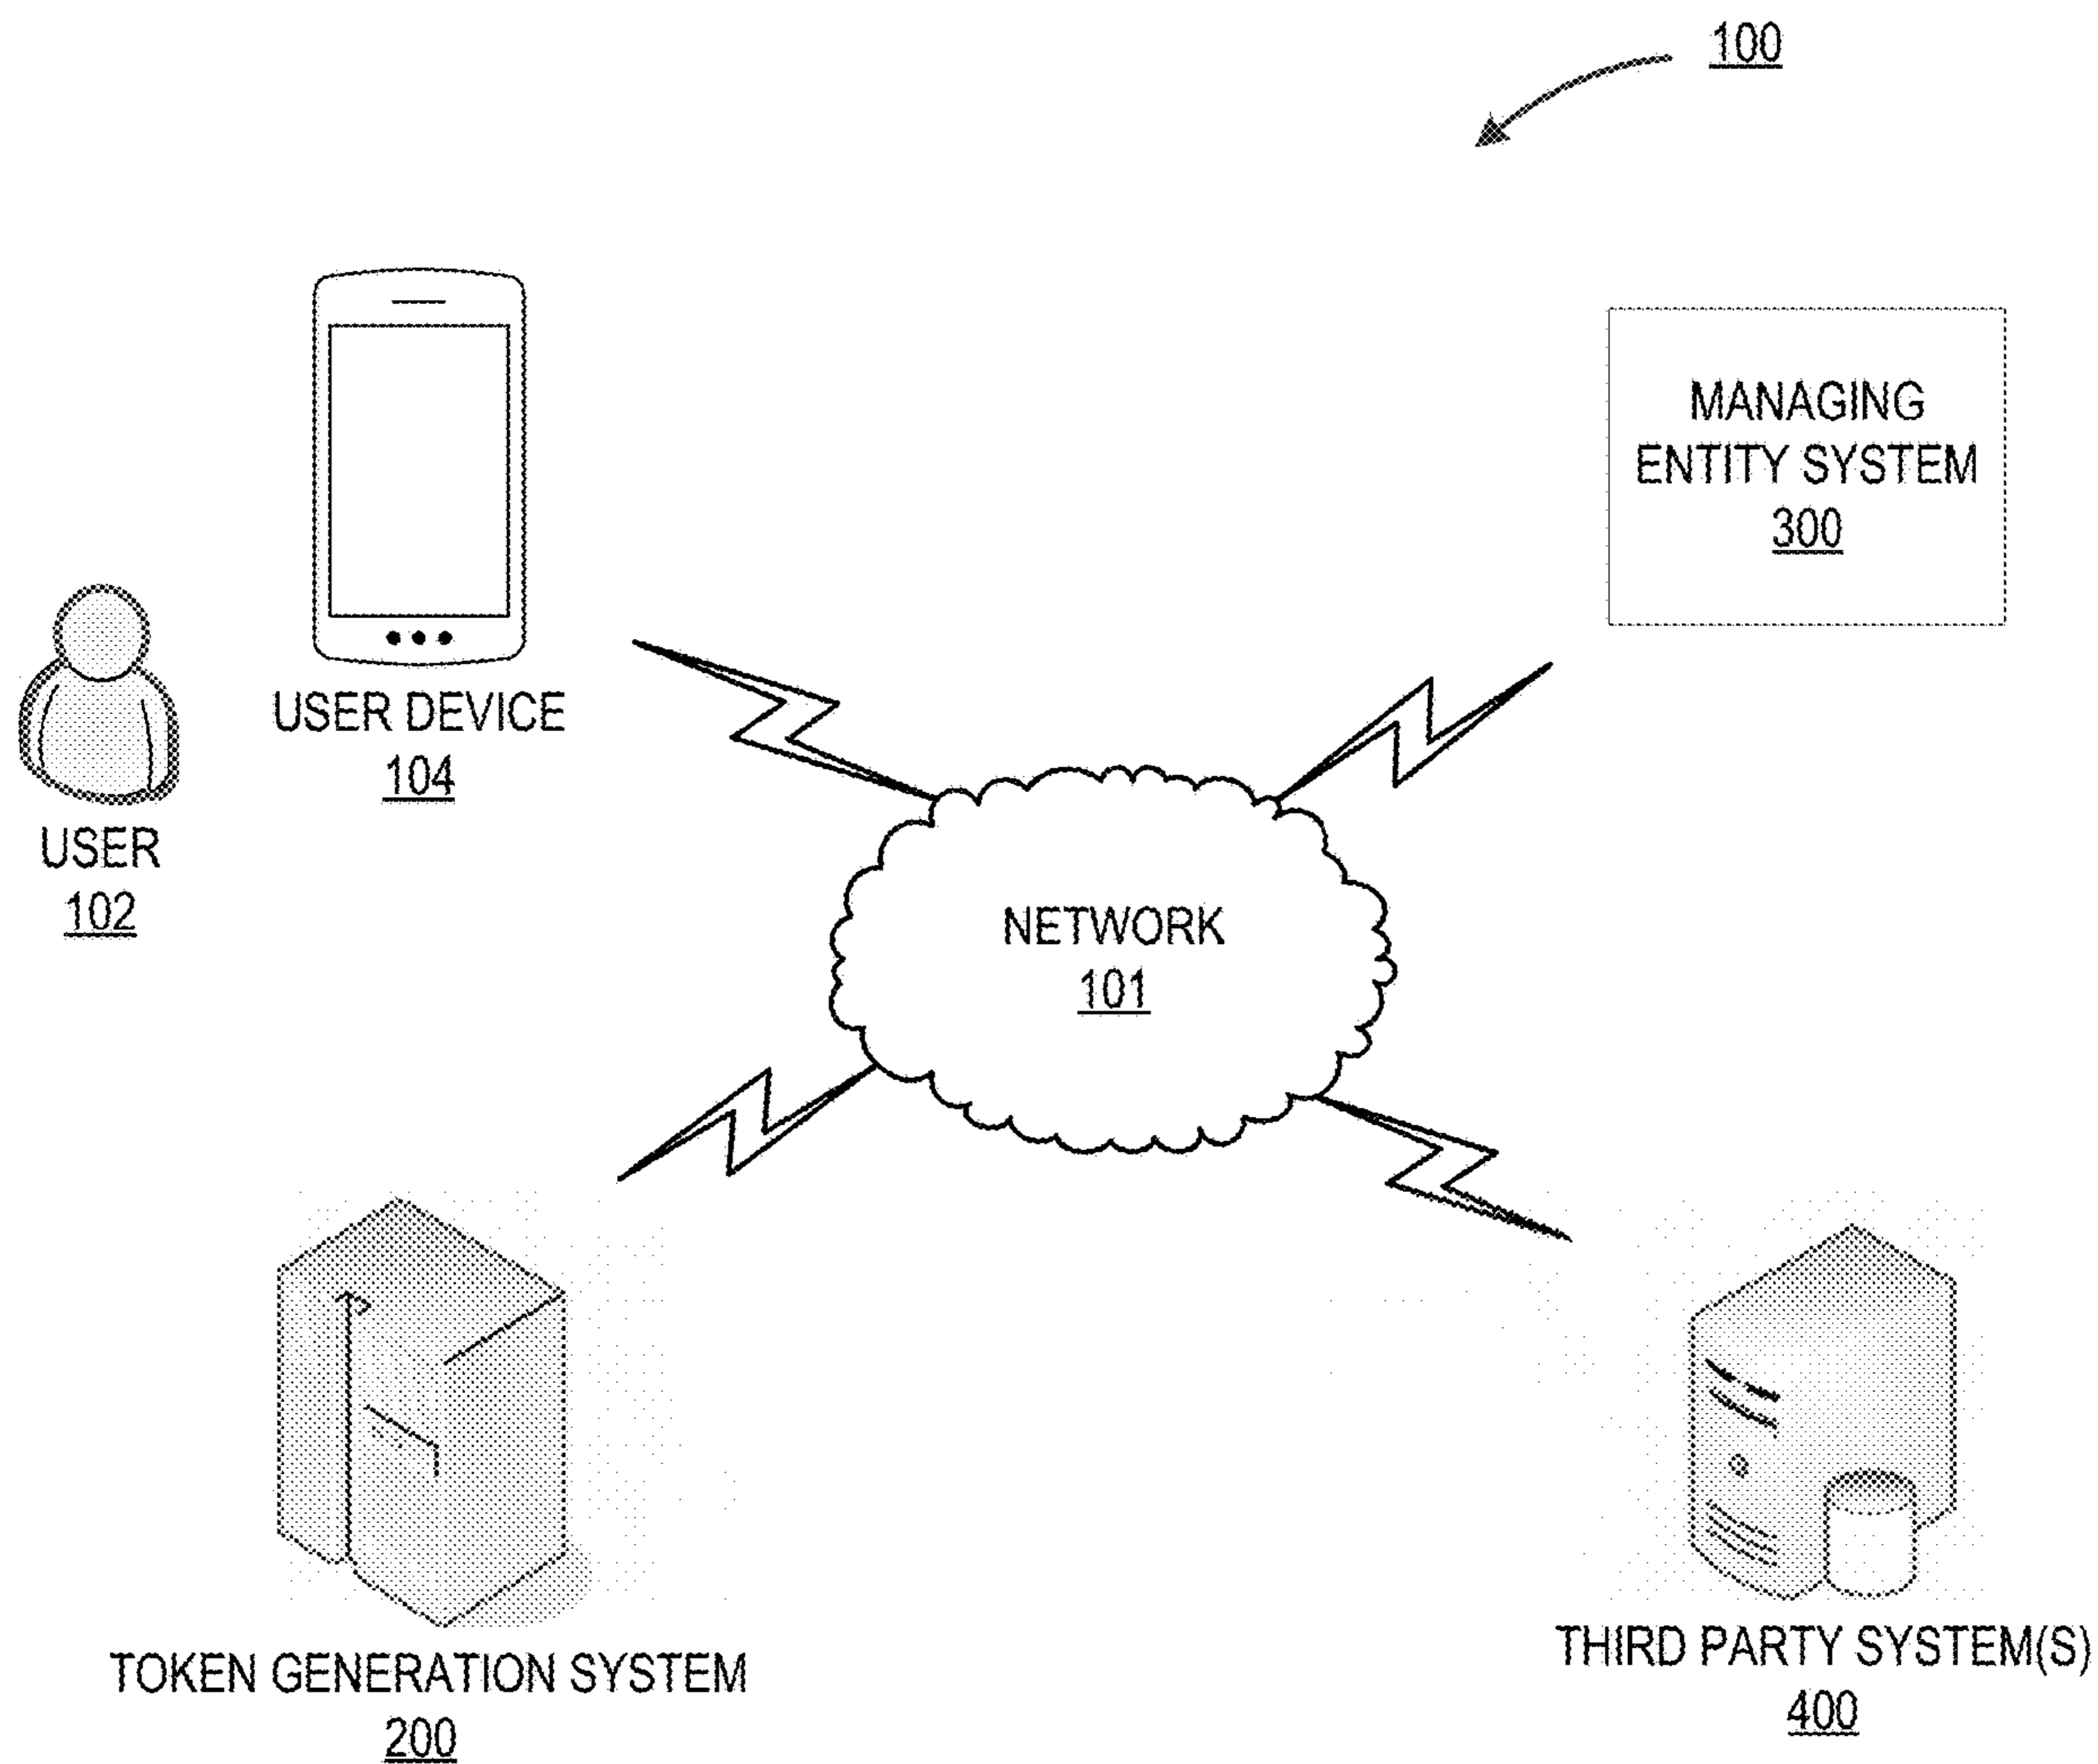 100
MANAGING
ENTITY SYSTEM
300
USER DEVICE
104
USER
102
NETWORK
101
TOKEN GENERATION SYSTEM
200
THIRD PARTY SYSTEM(S)
400